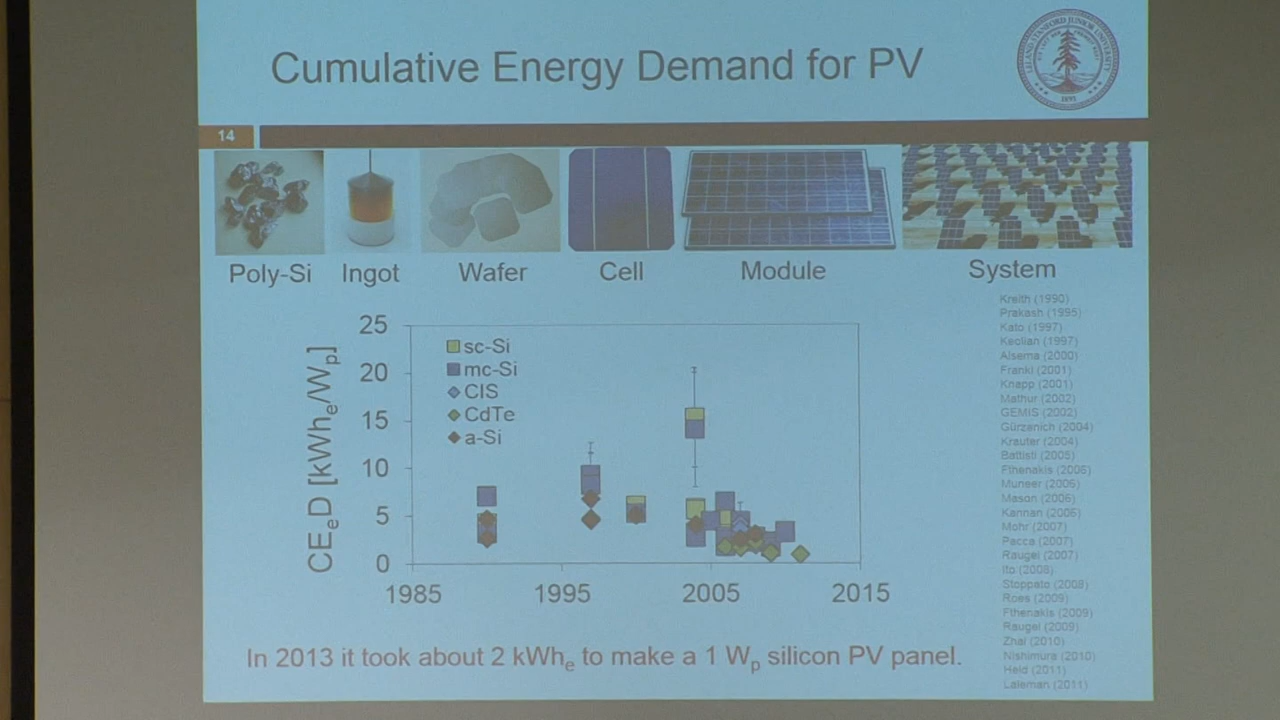 Cumulative Energy Demand for PV
LELAND STANFORD JUNIOR UNIVERSITY
1891
14
Poly-Si
Ingot
Wafer
Cell
Module
System
25
20
15
10
5
0
CEeD [kWhe/Wp]
sc-Si
mc-Si
CIS
CdTe
a-Si
1985
1995
2005
2015
Kreith (1990)
Prakash (1995)
Kato (1997)
Keolian (1997)
Alsema (2000)
Frankl (2001)
Knapp (2001)
Mathur (2002)
GEMIS (2002)
Gürzenich (2004)
Krauter (2004)
Battisti (2005)
Fthenakis (2006)
Muneer (2006)
Mason (2006)
Kannan (2006)
Mohr (2007)
Pacca (2007)
Raugei (2007)
Ito (2008)
Stoppato (2008)
Roes (2009)
Fthenakis (2009)
Raugei (2009)
Zhai (2010)
Nishimura (2010)
Held (2011)
Laleman (2011)
In 2013 it took about 2 kWhe to make a 1 Wp silicon PV panel.